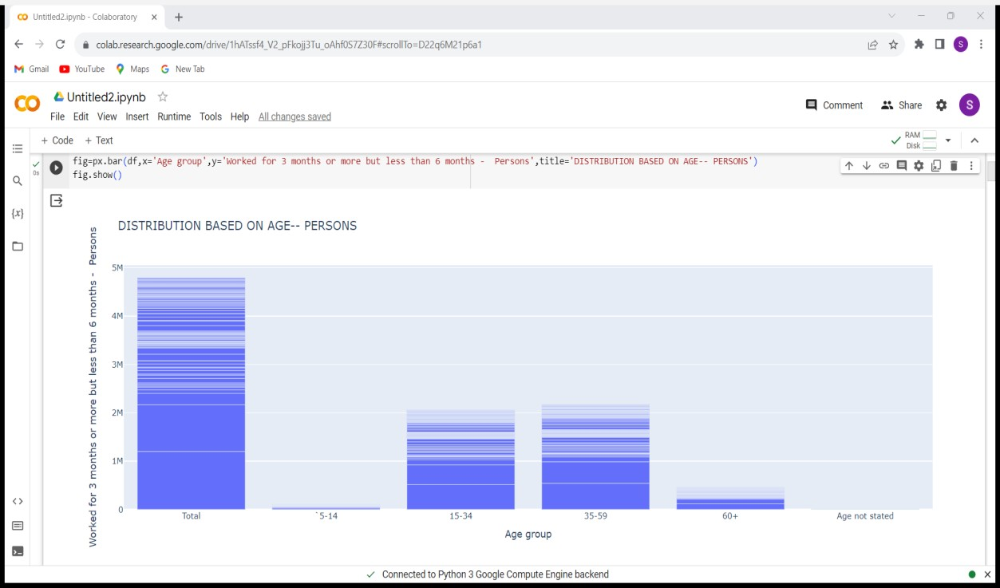 Untitled2.ipynb - Colaboratory
colab.research.google.com/drive/1hATssf4_V2_pFkojj3Tu_oAhf0S7Z30F#scrollTo=D22q6M21p6a1
S
Gmail YouTube Maps New Tab
Untitled2.ipynb
Comment Share S
File Edit View Insert Runtime Tools Help All changes saved
+ Code + Text
RAM
Disk
fig=px.bar(df,x='Age group',y='Worked for 3 months or more but less than 6 months -  Persons',title='DISTRIBUTION BASED ON AGE-- PERSONS')
fig.show()
0s
{x}
DISTRIBUTION BASED ON AGE-- PERSONS
Worked for 3 months or more but less than 6 months -  Persons
5M
4M
3M
2M
1M
0
Total `5-14 15-34 35-59 60+ Age not stated
Age group
Connected to Python 3 Google Compute Engine backend